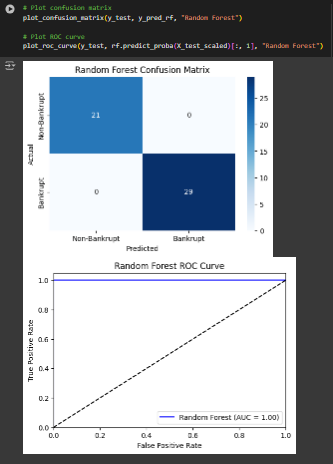 # Plot confusion matrix
plot_confusion_matrix(y_test, y_pred_rf, "Random Forest")
# Plot ROC curve
plot_roc_curve(y_test, rf.predict_proba(X_test_scaled)[:, 1], "Random Forest")
Random Forest Confusion Matrix
Actual
Non-Bankrupt
Bankrupt
21
0
0
29
Non-Bankrupt
Bankrupt
Predicted
25
20
15
10
5
0
Random Forest ROC Curve
True Positive Rate
1.0
0.8
0.6
0.4
0.2
0.0
Random Forest (AUC = 1.00)
0.0
0.2
0.4
0.6
0.8
1.0
False Positive Rate